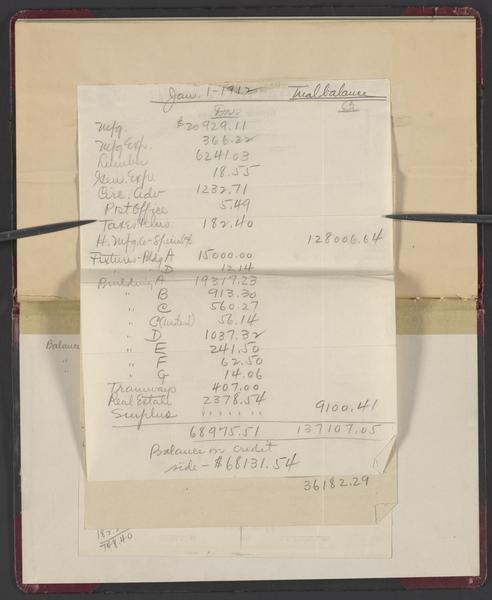 Jan. 1-1912 Trial balance
Dr. Cr
Mfg. $20929.11
Mfg Exp. 366.22
Lumber 6241.03
Gen. Exp 18.55
Circ. Adv 1232.71
Post Office 5.49
Taxes & Ins. 182.40
H. Mfg. Co- 128006.64
Fixtures-Bldg A 15000.00
" " D 12.14
Building A 19319.23
" B 913.30
" C 560.27
" C 56.14
" D 1037.32
" E 241.50
" F 62.50
" G 14.06
Tramways 407.00
Real Estate 2378.54
Surplus " " " " " " 9100.41
68975.51 137107.05
Balance on credit
side - $68131.54
36182.29
Balance
"
"
748.40